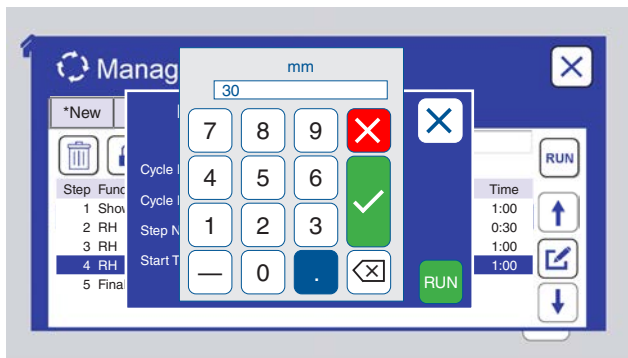 Manag
mm
30
*New
7 8 9
4 5 6
1 2 3
— 0 .
Cycle
Cycle
Step N
Start T
RUN
RUN
Step Func Time
1 Show 1:00
2 RH 0:30
3 RH 1:00
4 RH 1:00
5 Final